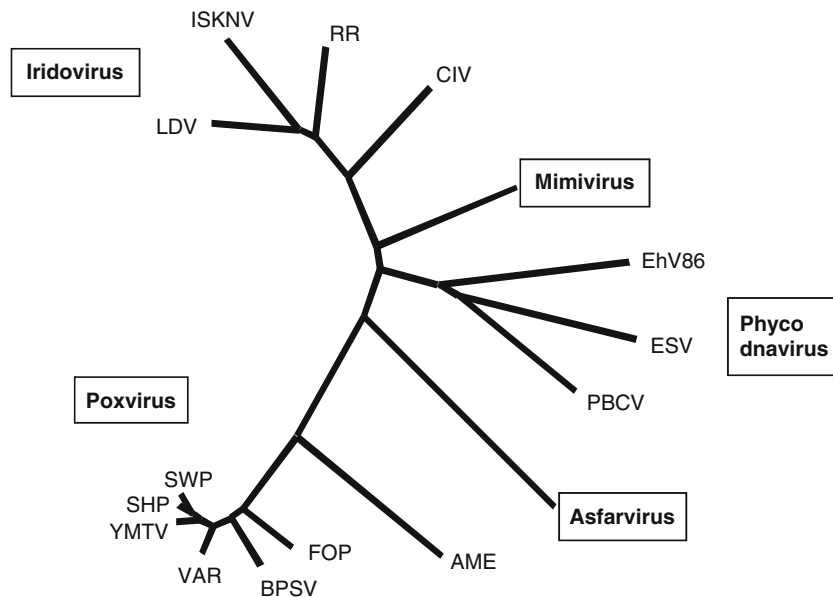 ISKNV
RR
Iridovirus
CIV
LDV
Mimivirus
EhV86
Phyco
dnavirus
ESV
PBCV
Poxvirus
SWP
SHP
YMTV
Asfarvirus
FOP
AME
VAR
BPSV